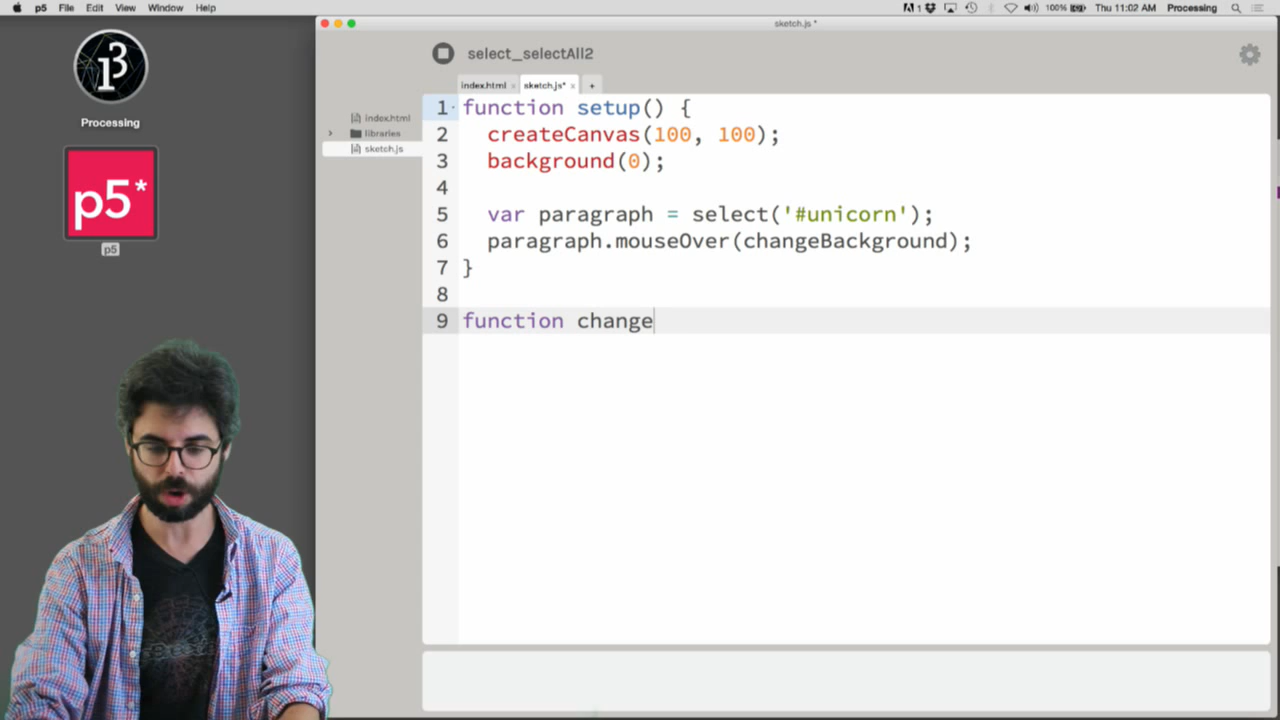 p5 File Edit View Window Help
1 100% Thu 11:02 AM Processing
sketch.js *
select_selectAll2
index.html × sketch.js* × +
index.html
libraries
sketch.js
Processing
p5*
p5
1 function setup() {
2 createCanvas(100, 100);
3 background(0);
4
5 var paragraph = select('#unicorn');
6 paragraph.mouseOver(changeBackground);
7 }
8
9 function change